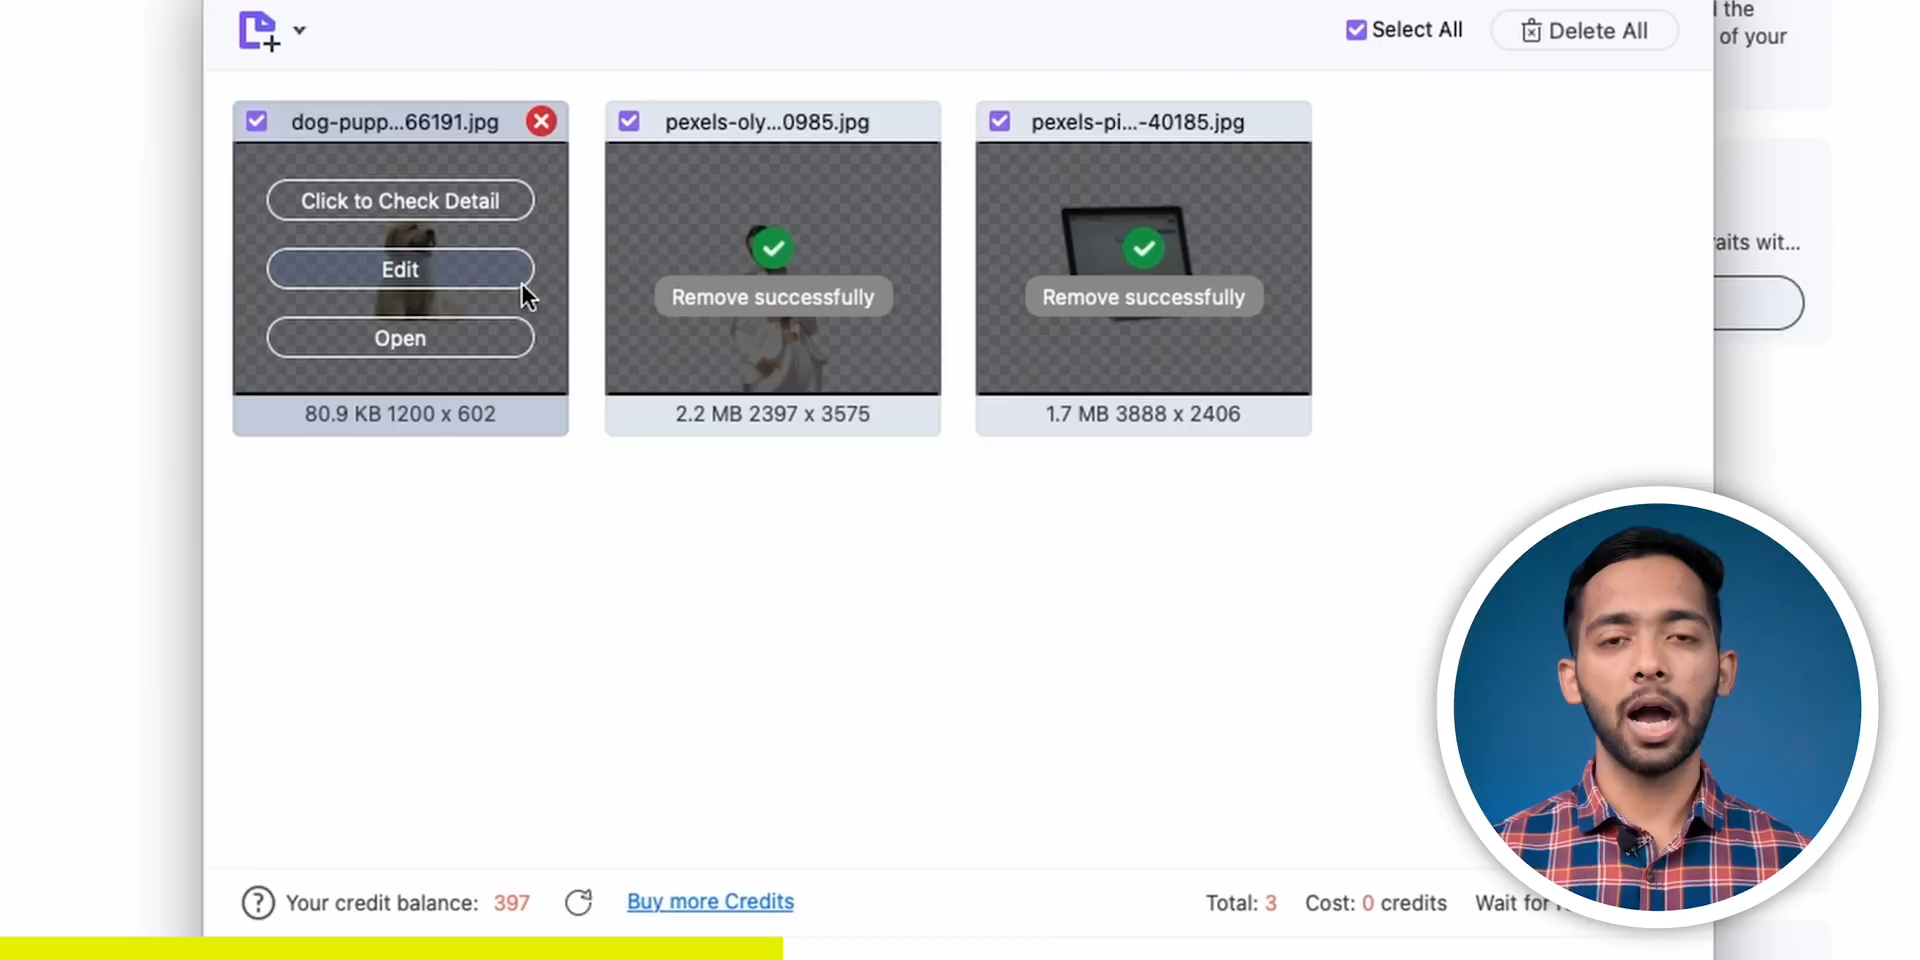 Select All
Delete All
the
of your
dog-pupp...66191.jpg
pexels-oly...0985.jpg
pexels-pi...-40185.jpg
Click to Check Detail
Edit
Open
Remove successfully
Remove successfully
80.9 KB 1200 x 602
2.2 MB 2397 x 3575
1.7 MB 3888 x 2406
wit...
Your credit balance: 397
Buy more Credits
Total: 3
Cost: 0 credits
Wait for